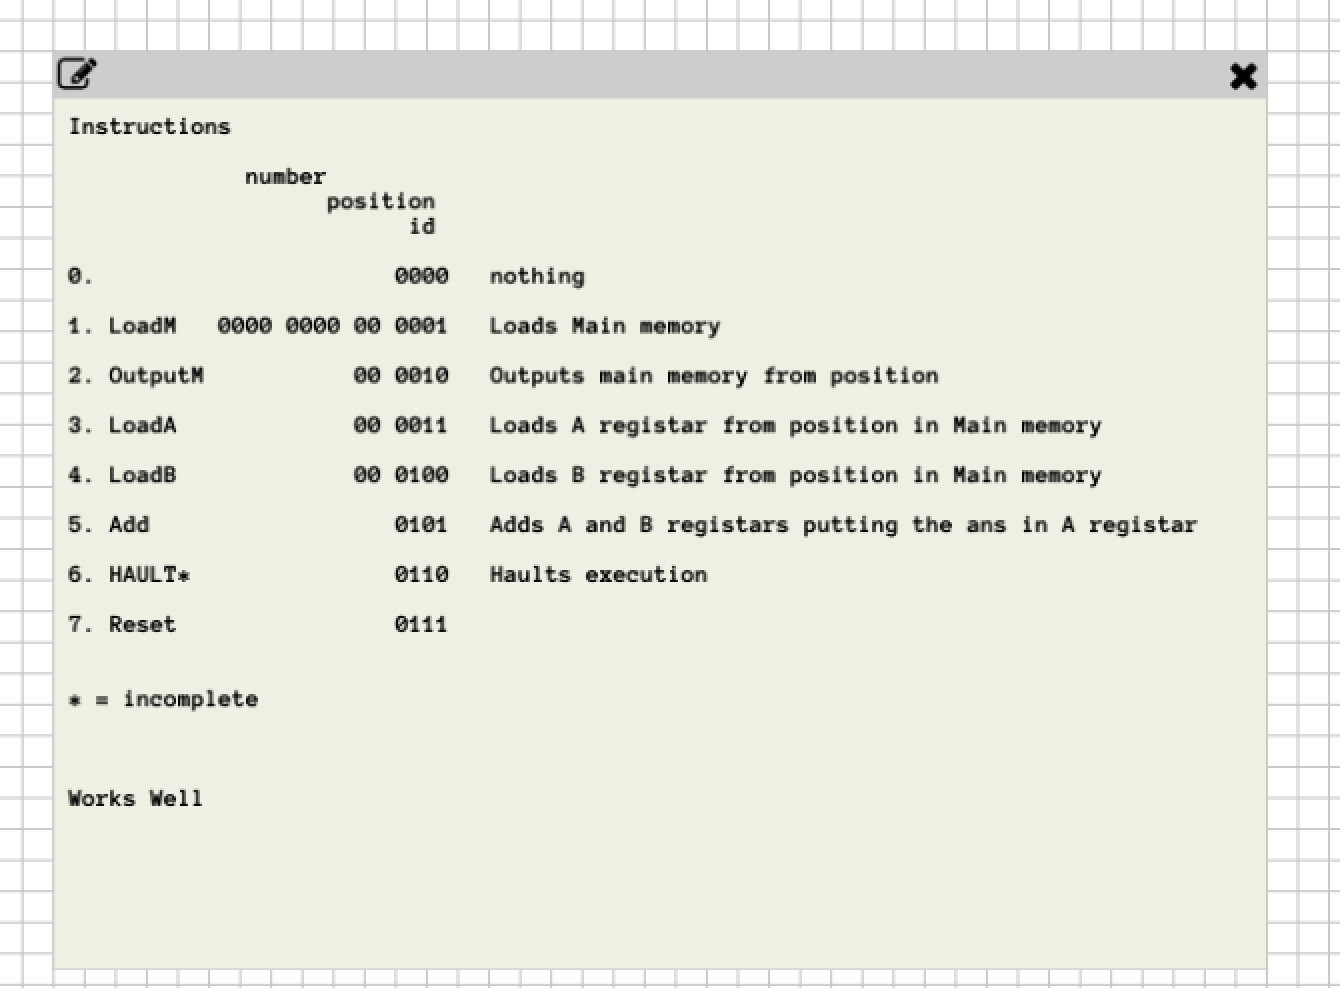 Instructions
number
position
id
0. 0000 nothing
1. LoadM 0000 0000 00 0001 Loads Main memory
2. OutputM 00 0010 Outputs main memory from position
3. LoadA 00 0011 Loads A registar from position in Main memory
4. LoadB 00 0100 Loads B registar from position in Main memory
5. Add 0101 Adds A and B registars putting the ans in A registar
6. HAULT* 0110 Haults execution
7. Reset 0111
* = incomplete
Works Well